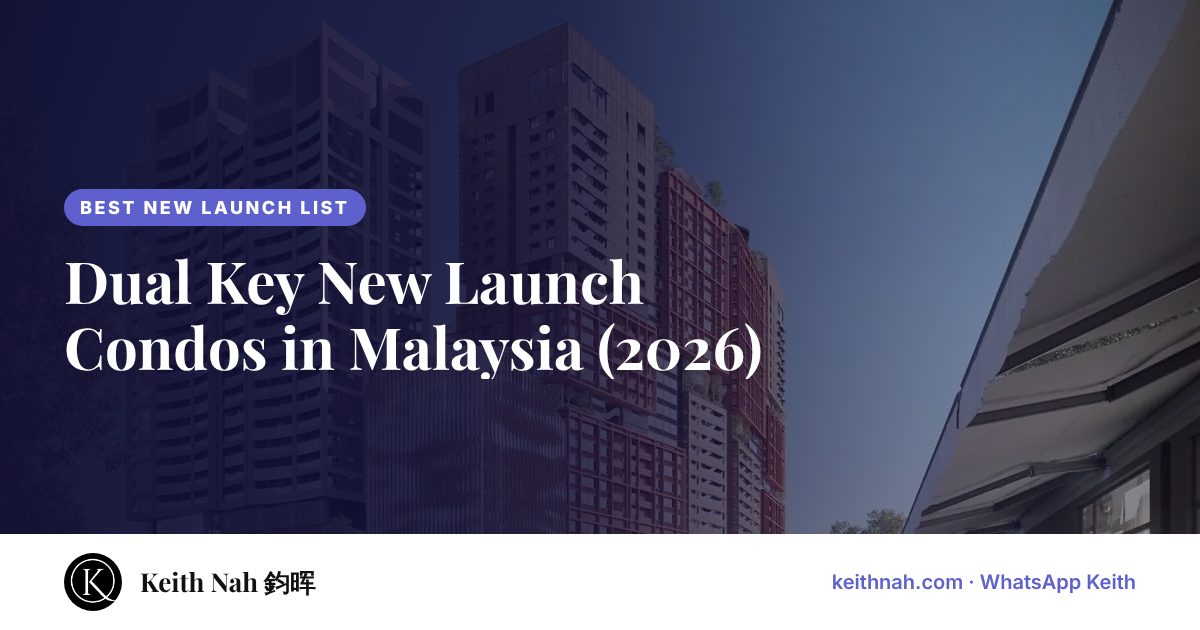 BEST NEW LAUNCH LIST
Dual Key New Launch
Condos in Malaysia (2026)
K
Keith Nah 鈞晖
keithnah.com · WhatsApp Keith